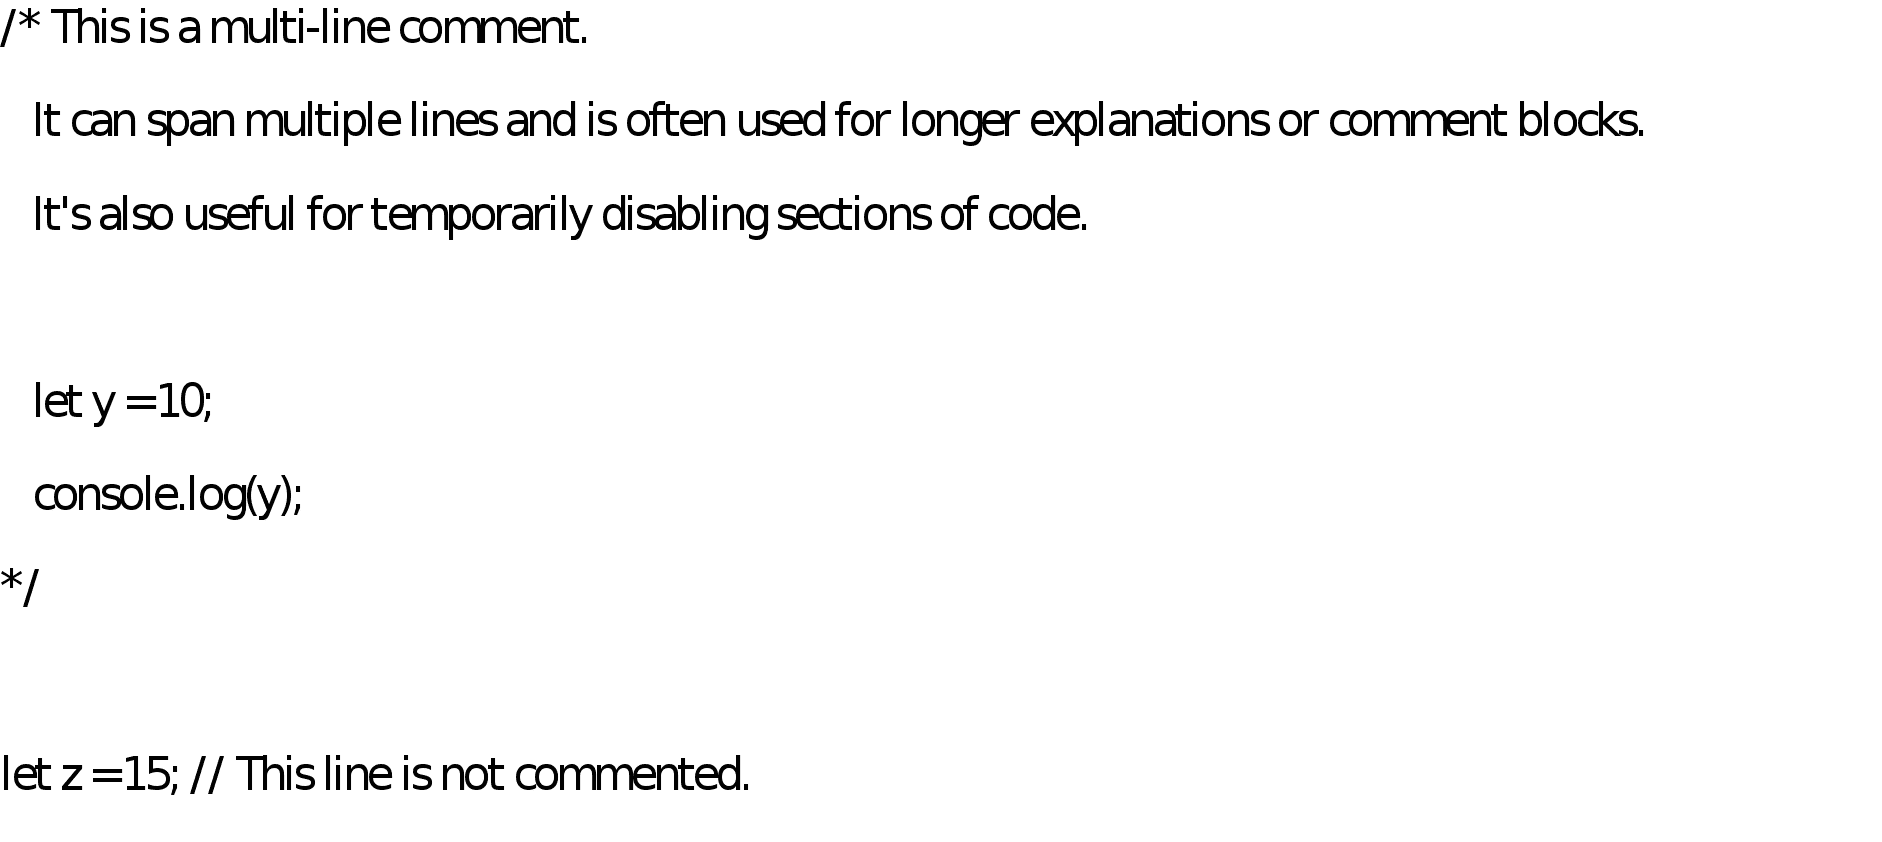 /* This is a multi-line comment.
It can span multiple lines and is often used for longer explanations or comment blocks.
It's also useful for temporarily disabling sections of code.
let y = 10;
console.log(y);
*/
let z = 15; // This line is not commented.